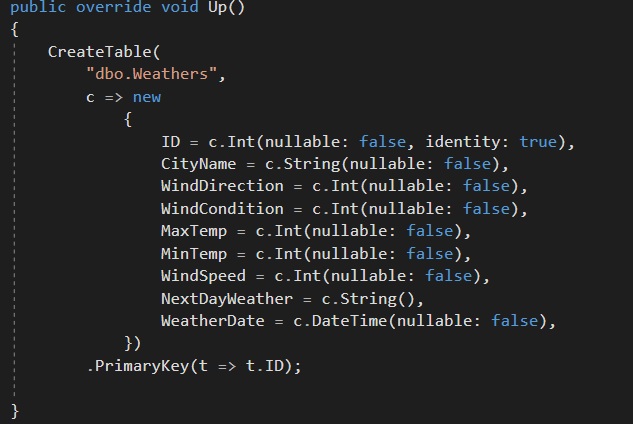 public override void Up()
{
CreateTable(
"dbo.Weathers",
c => new
{
ID = c.Int(nullable: false, identity: true),
CityName = c.String(nullable: false),
WindDirection = c.Int(nullable: false),
WindCondition = c.Int(nullable: false),
MaxTemp = c.Int(nullable: false),
MinTemp = c.Int(nullable: false),
WindSpeed = c.Int(nullable: false),
NextDayWeather = c.String(),
WeatherDate = c.DateTime(nullable: false),
})
.PrimaryKey(t => t.ID);
}